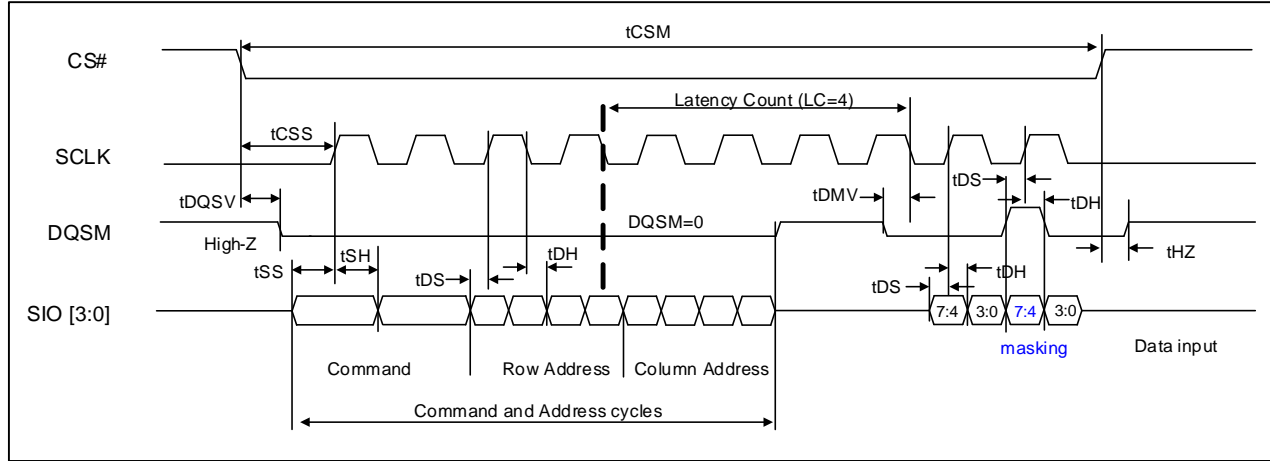 tCSM
CS#
Latency Count (LC=4)
tCSS
SCLK
tDS
tDQSV
tDMV
tDH
DQSM
DQSM=0
High-Z
tHZ
tSS
tSH
tDH
tDS
tDH
tDS
SIO [3:0]
7:4
3:0
7:4
3:0
masking
Data input
Command
Row Address
Column Address
Command and Address cycles